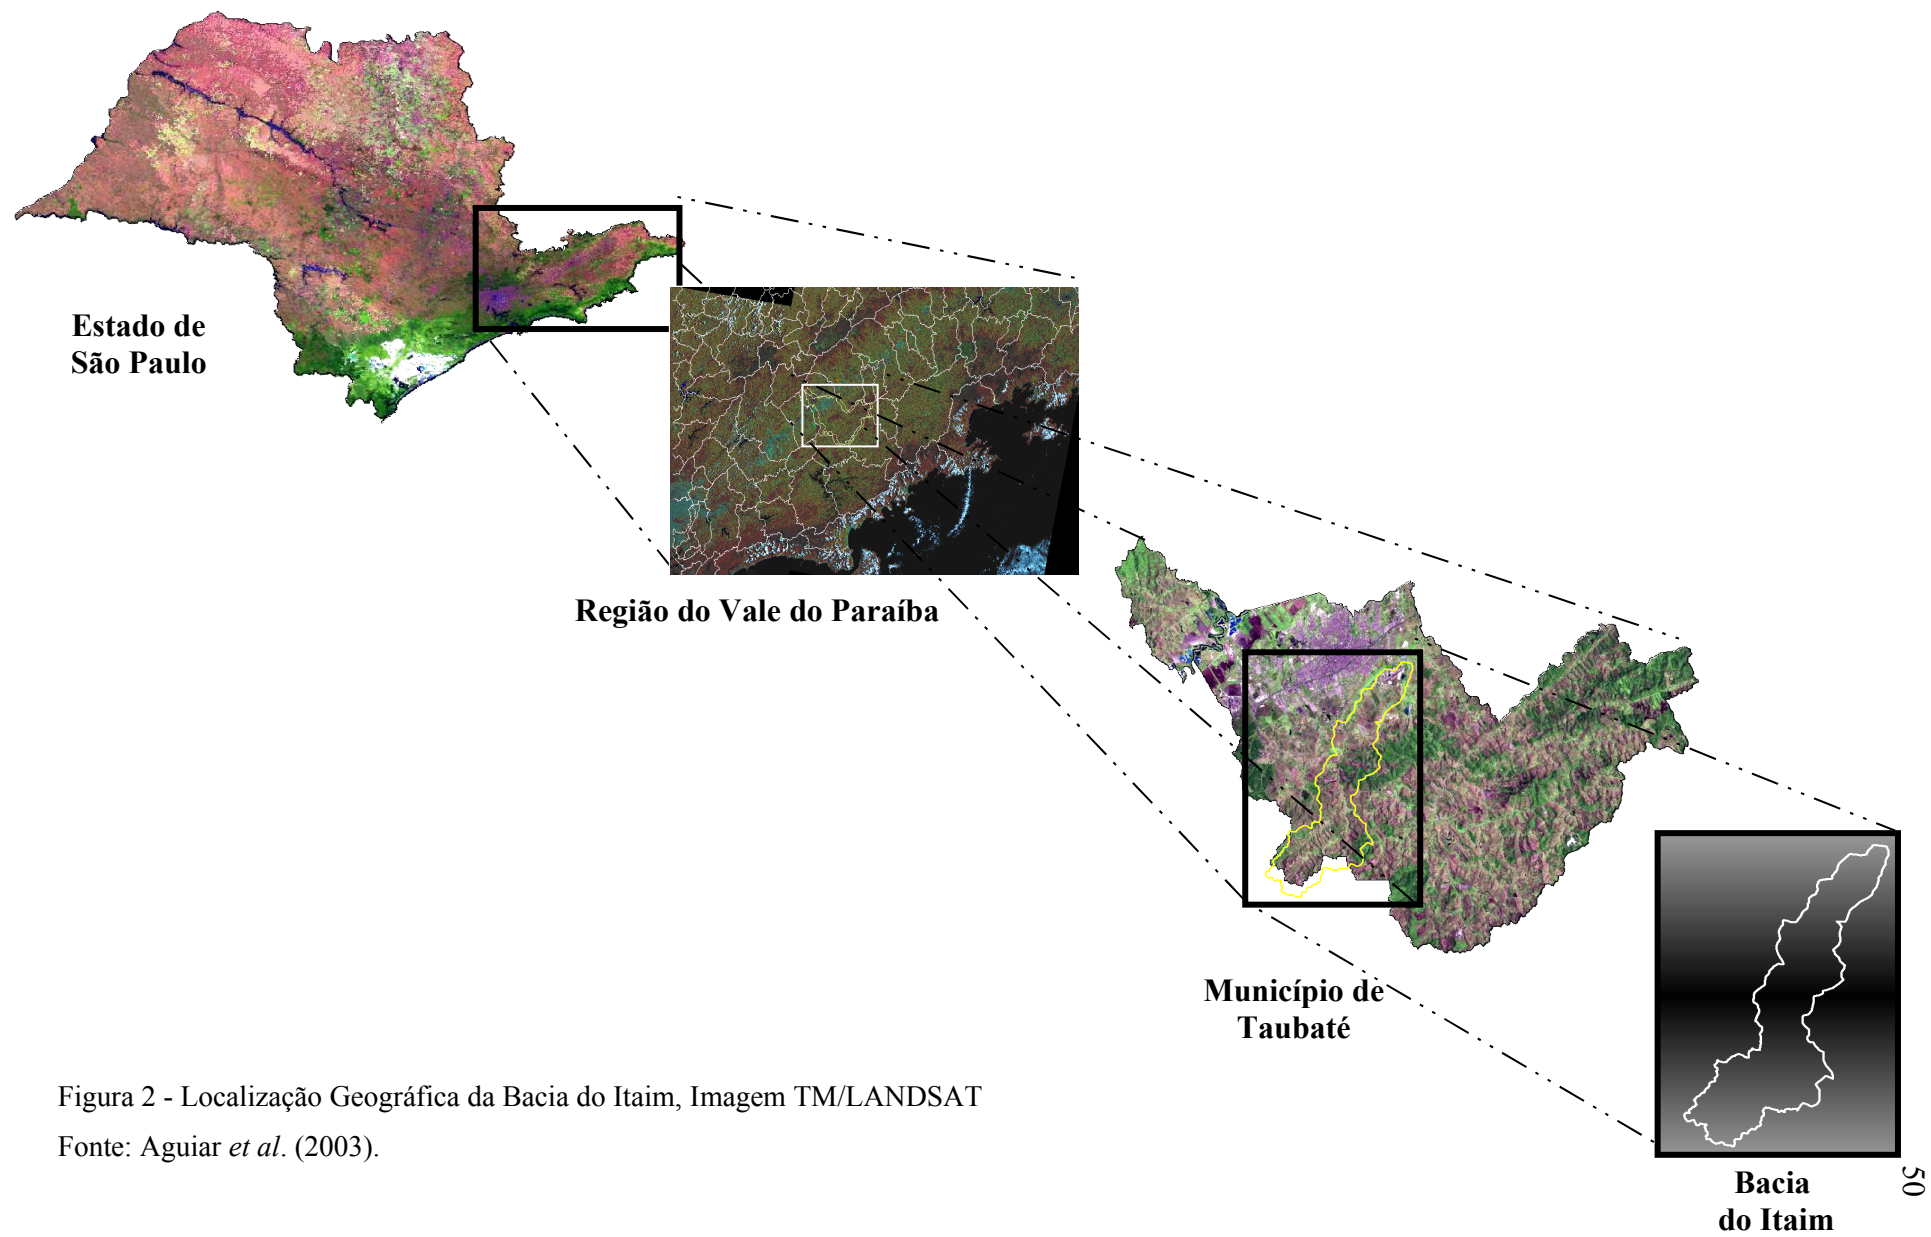 Estado de
São Paulo
Região do Vale do Paraíba
Município de
Taubaté
Bacia
do Itaim
Figura 2 - Localização Geográfica da Bacia do Itaim, Imagem TM/LANDSAT
Fonte: Aguiar et al. (2003).
50